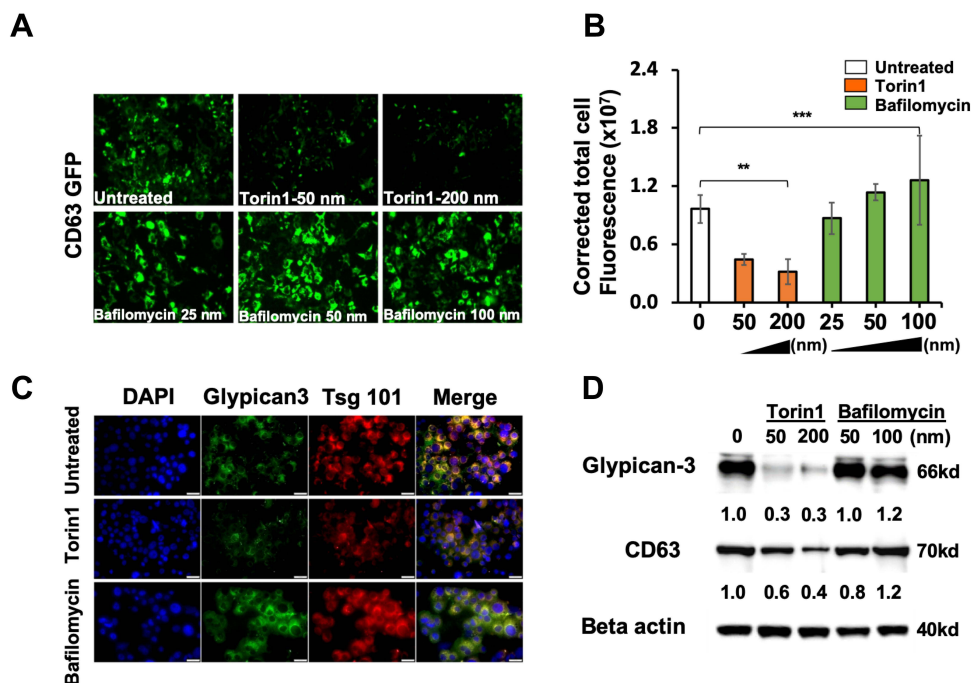 A
CD63 GFP
Untreated
Torin1-50 nm
Torin1-200 nm
Bafilomycin 25 nm
Bafilomycin 50 nm
Bafilomycin 100 nm
B
Corrected total cell
Fluorescence (x10⁷)
2.4
1.8
1.2
0.6
0.0
Untreated
Torin1
Bafilomycin
***
**
0 50 200 25 50 100
(nm) (nm)
C
DAPI Glypican3 Tsg 101 Merge
Untreated
Torin1
Bafilomycin
D
Torin1 Bafilomycin
0 50 200 50 100 (nm)
Glypican-3 66kd
1.0 0.3 0.3 1.0 1.2
CD63 70kd
1.0 0.6 0.4 0.8 1.2
Beta actin 40kd